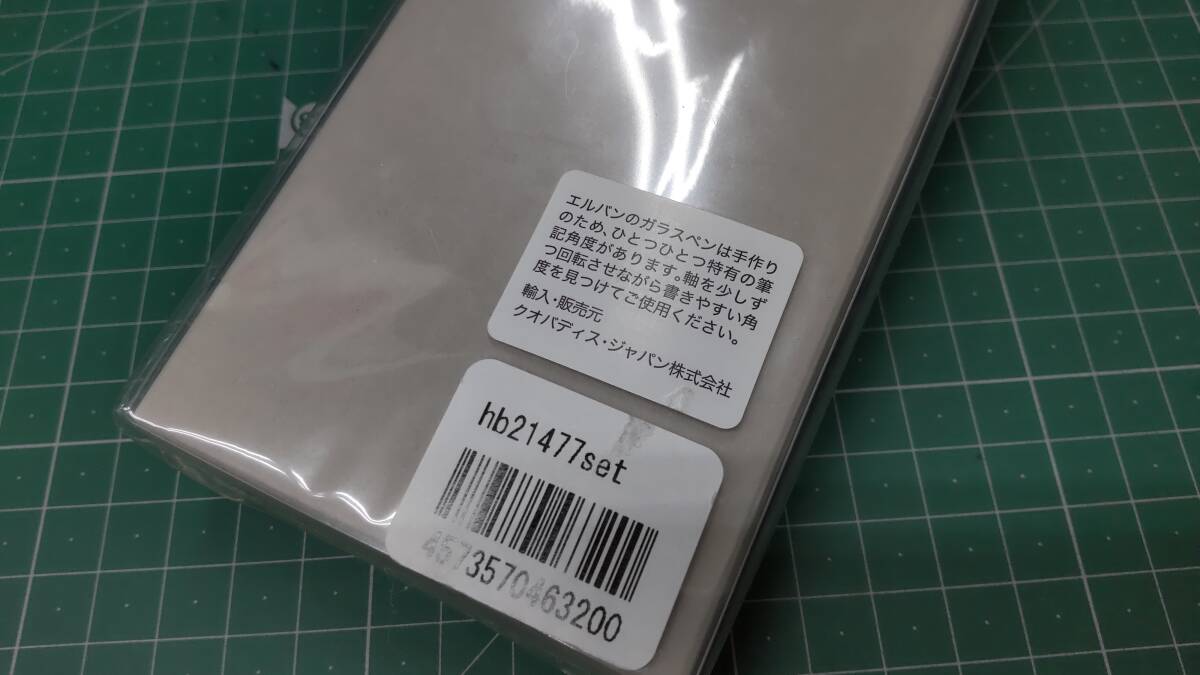 エルバンのガラスペンは手作り
のため、ひとつひとつ特有の筆
記角度があります。軸を少しず
つ回転させながら書きやすい角
度を見つけてご使用ください。
輸入・販売元
クオバディス・ジャパン株式会社
hb21477set
4573570463200